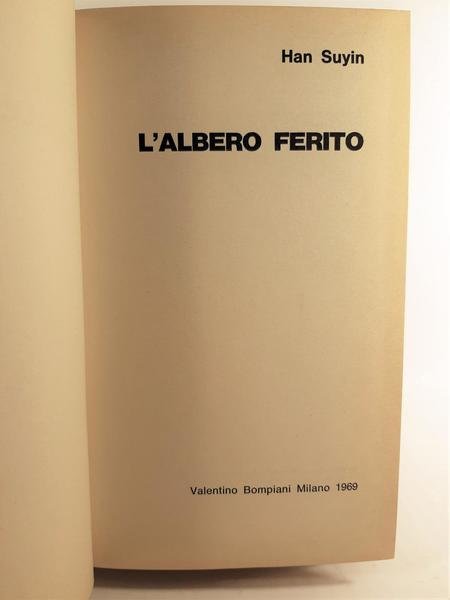 Han Suyin
L'ALBERO FERITO
Valentino Bompiani Milano 1969